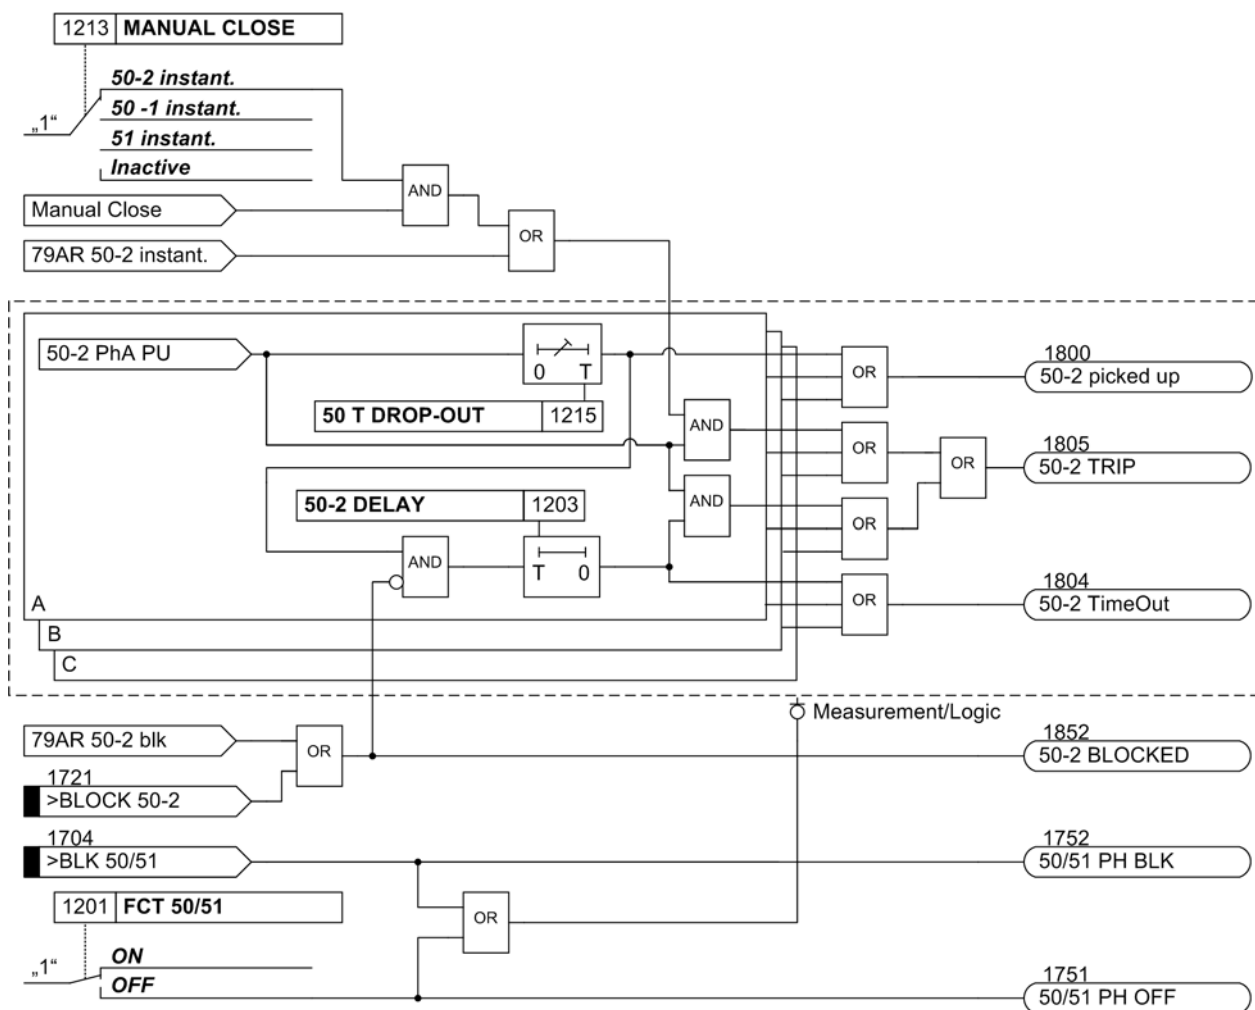 1213 MANUAL CLOSE
50-2 instant.
50 -1 instant.
„1“
51 instant.
Inactive
AND
Manual Close
OR
79AR 50-2 instant.
50-2 PhA PU
0 T
1800
OR
50-2 picked up
50 T DROP-OUT 1215
AND
OR
1805
OR
50-2 TRIP
50-2 DELAY 1203
AND
OR
AND
T 0
1804
OR
50-2 TimeOut
A
B
C
Measurement/Logic
79AR 50-2 blk
OR
1852
50-2 BLOCKED
1721
>BLOCK 50-2
1704
>BLK 50/51
1752
50/51 PH BLK
1201 FCT 50/51
OR
ON
„1“
OFF
1751
50/51 PH OFF